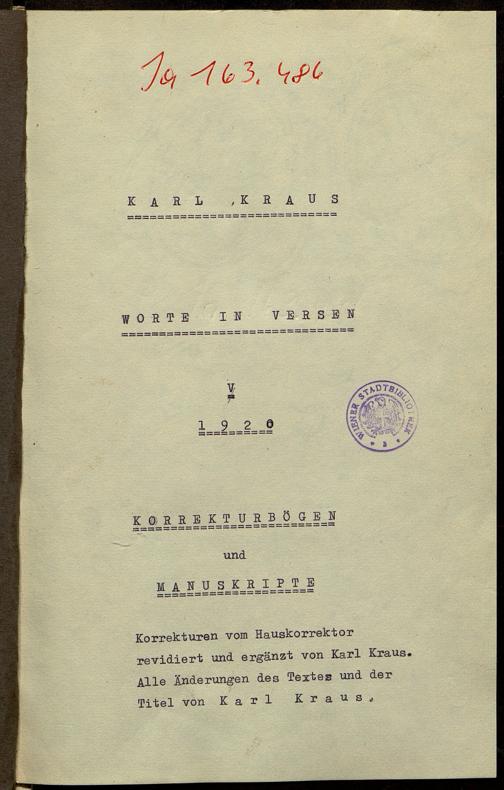 Ja 163.486
KARL KRAUS
WORTE IN VERSEN
V
1920
WIENER STADTBIBLIOTHEK
KORREKTURBÖGEN
und
MANUSKRIPTE
Korrekturen vom Hauskorrektor
revidiert und ergänzt von Karl Kraus.
Alle Änderungen des Textes und der
Titel von Karl Kraus.